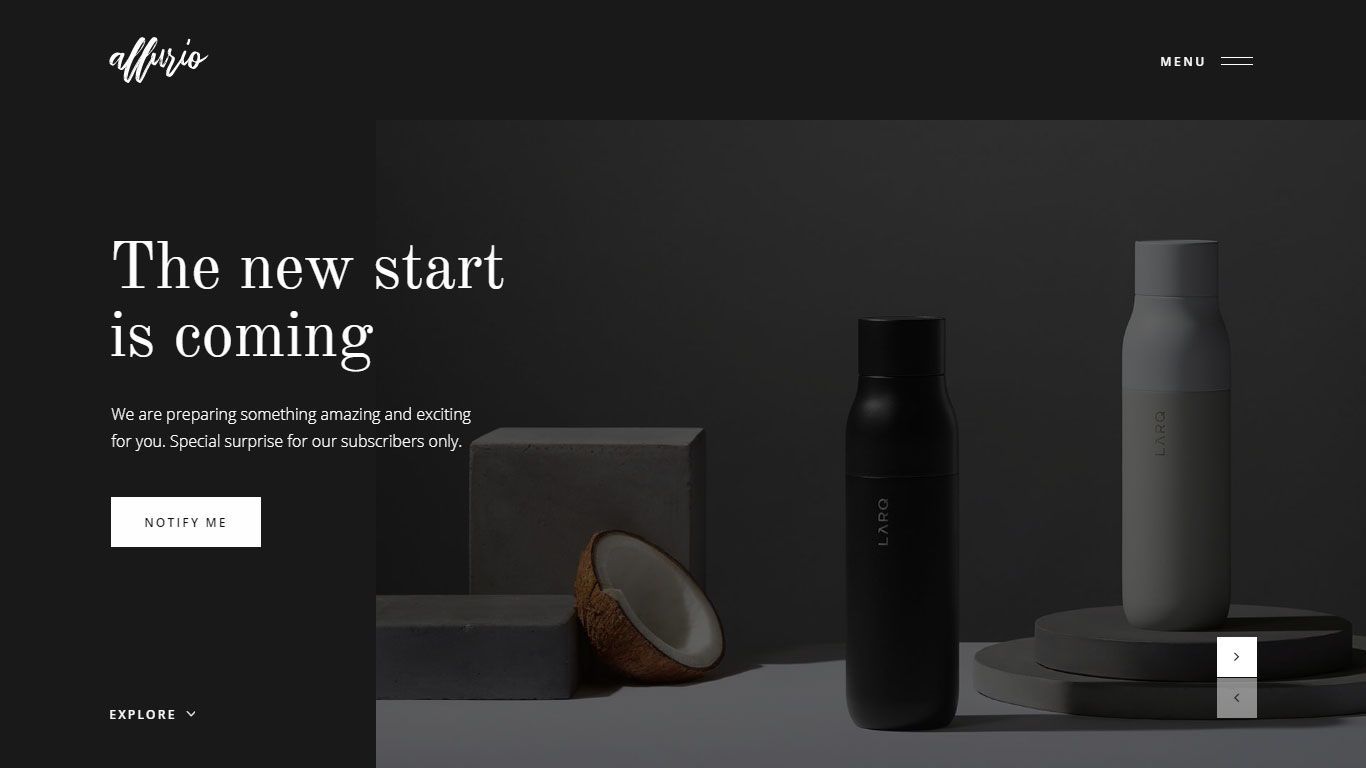 affurio
MENU
The new start
is coming
We are preparing something amazing and exciting
for you. Special surprise for our subscribers only.
NOTIFY ME
LARQ
LARQ
EXPLORE